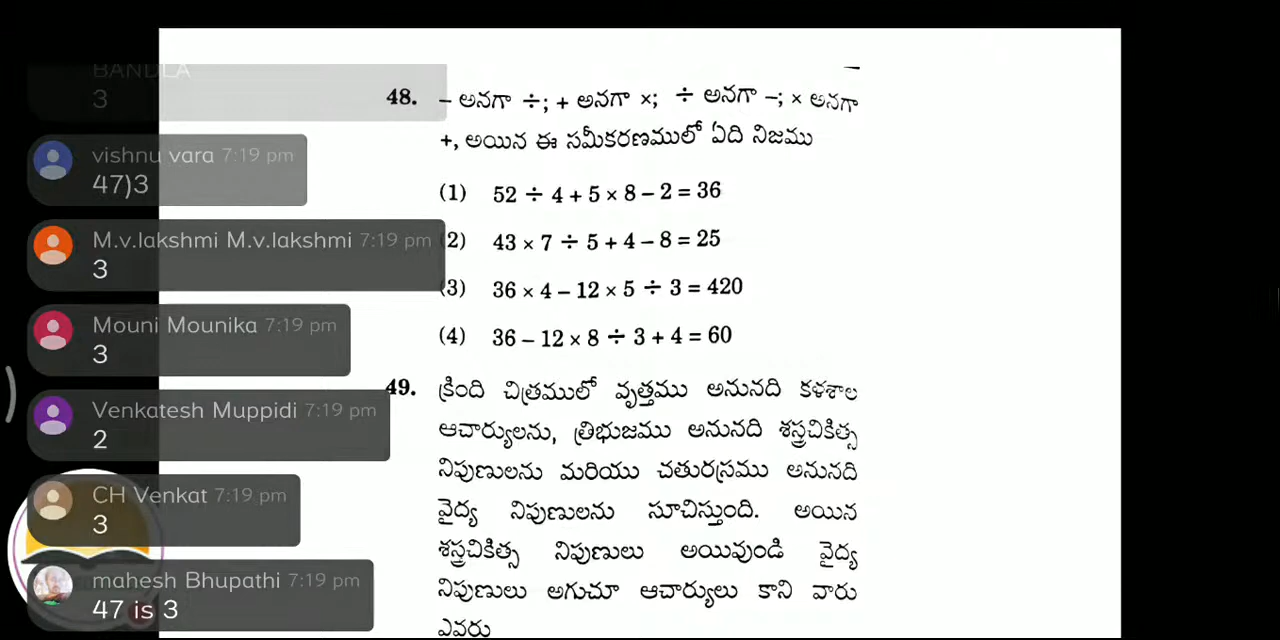 BANDLA
3
vishnu vara 7:19 pm
47)3
M.v.lakshmi M.v.lakshmi 7:19 pm
3
Mouni Mounika 7:19 pm
3
Venkatesh Muppidi 7:19 pm
2
CH Venkat 7:19 pm
3
mahesh Bhupathi 7:19 pm
47 is 3
48. – అనగా ÷; + అనగా ×; ÷ అనగా –; × అనగా
+, అయిన ఈ సమీకరణములో ఏది నిజము
(1) 52 ÷ 4 + 5 × 8 – 2 = 36
2) 43 × 7 ÷ 5 + 4 – 8 = 25
(3) 36 × 4 – 12 × 5 ÷ 3 = 420
(4) 36 – 12 × 8 ÷ 3 + 4 = 60
49. క్రింది చిత్రములో వృత్తము అనునది కళశాల
ఆచార్యులను, త్రిభుజము అనునది శస్త్రచికిత్స
నిపుణులను మరియు చతురస్రము అనునది
వైద్య నిపుణులను సూచిస్తుంది. అయిన
శస్త్రచికిత్స నిపుణులు అయివుండి వైద్య
నిపుణులు అగుచూ ఆచార్యులు కాని వారు
ఎవరు